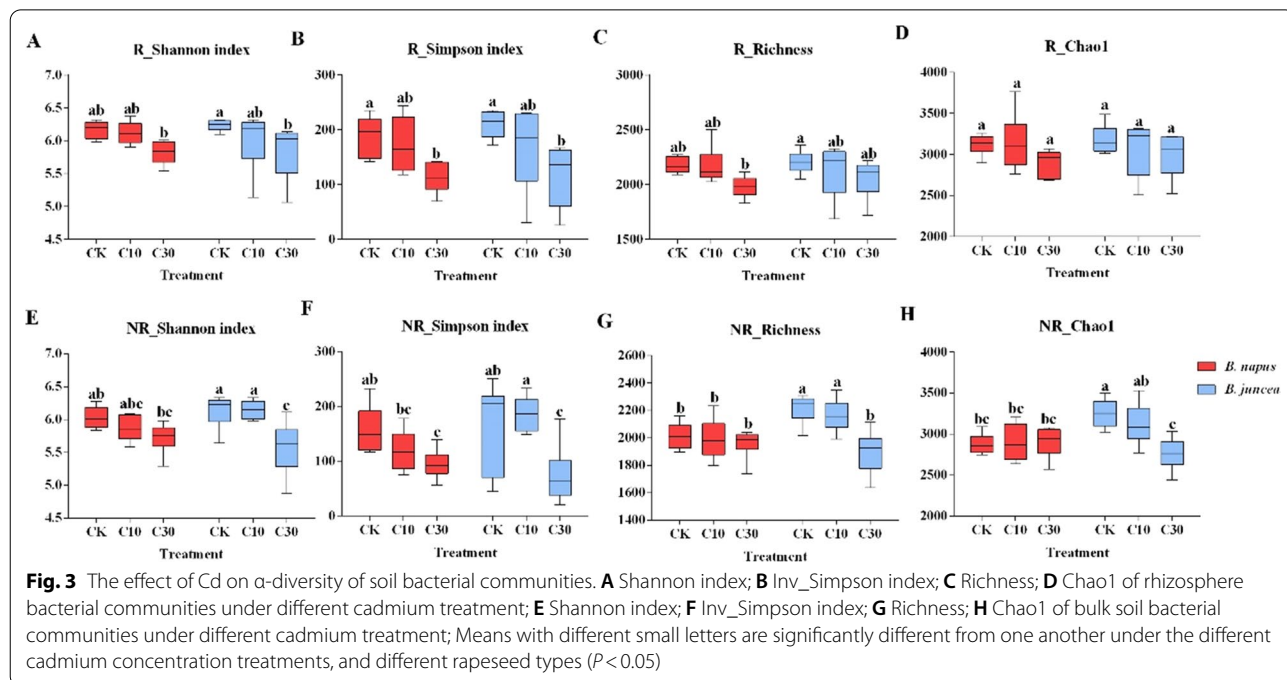 A
R_Shannon index
7.0
6.5
6.0
5.5
5.0
4.5
ab ab b a ab b
CK C10 C30 CK C10 C30
Treatment
B
R_Simpson index
300
200
100
0
a ab b a ab b
CK C10 C30 CK C10 C30
Treatment
C
R_Richness
3000
2500
2000
1500
ab ab b a ab ab
CK C10 C30 CK C10 C30
Treatment
D
R_Chao1
4000
3500
3000
2500
2000
a a a a a a
CK C10 C30 CK C10 C30
Treatment
E
NR_Shannon index
7.0
6.5
6.0
5.5
5.0
4.5
ab abc bc a a c
CK C10 C30 CK C10 C30
Treatment
F
NR_Simpson index
300
200
100
0
ab bc c ab a c
CK C10 C30 CK C10 C30
Treatment
G
NR_Richness
2600
2400
2200
2000
1800
1600
1400
b b b a a b
CK C10 C30 CK C10 C30
Treatment
H
NR_Chao1
4000
3500
3000
2500
2000
bc bc bc a ab c
CK C10 C30 CK C10 C30
Treatment
B. napus
B. juncea
Fig. 3 The effect of Cd on α-diversity of soil bacterial communities. A Shannon index; B Inv_Simpson index; C Richness; D Chao1 of rhizosphere
bacterial communities under different cadmium treatment; E Shannon index; F Inv_Simpson index; G Richness; H Chao1 of bulk soil bacterial
communities under different cadmium treatment; Means with different small letters are significantly different from one another under the different
cadmium concentration treatments, and different rapeseed types (P < 0.05)